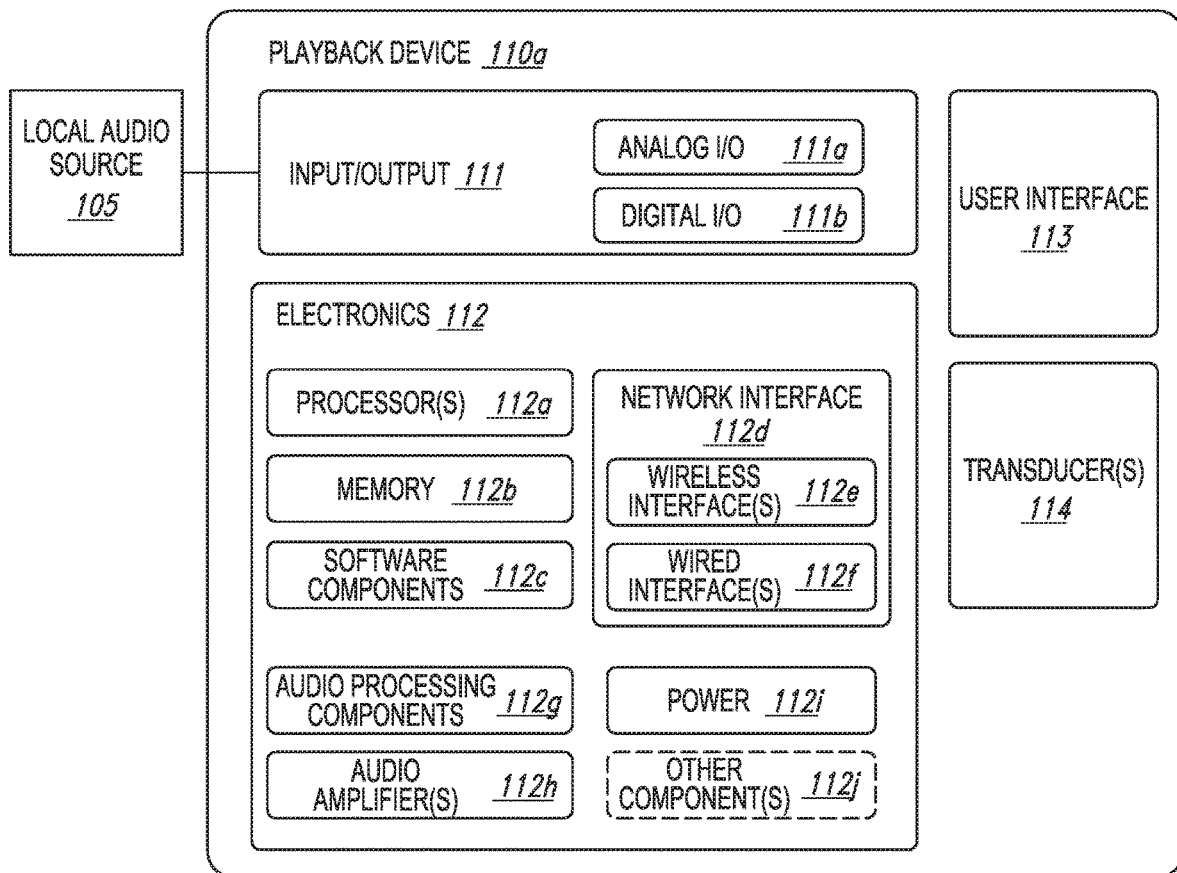 PLAYBACK DEVICE 110a
LOCAL AUDIO
SOURCE
105
INPUT/OUTPUT 111
ANALOG I/O 111a
DIGITAL I/O 111b
USER INTERFACE
113
ELECTRONICS 112
PROCESSOR(S) 112a
MEMORY 112b
SOFTWARE
COMPONENTS 112c
NETWORK INTERFACE
112d
WIRELESS
INTERFACE(S) 112e
WIRED
INTERFACE(S) 112f
TRANSDUCER(S)
114
AUDIO PROCESSING
COMPONENTS 112g
AUDIO
AMPLIFIER(S) 112h
POWER 112i
OTHER
COMPONENT(S) 112j